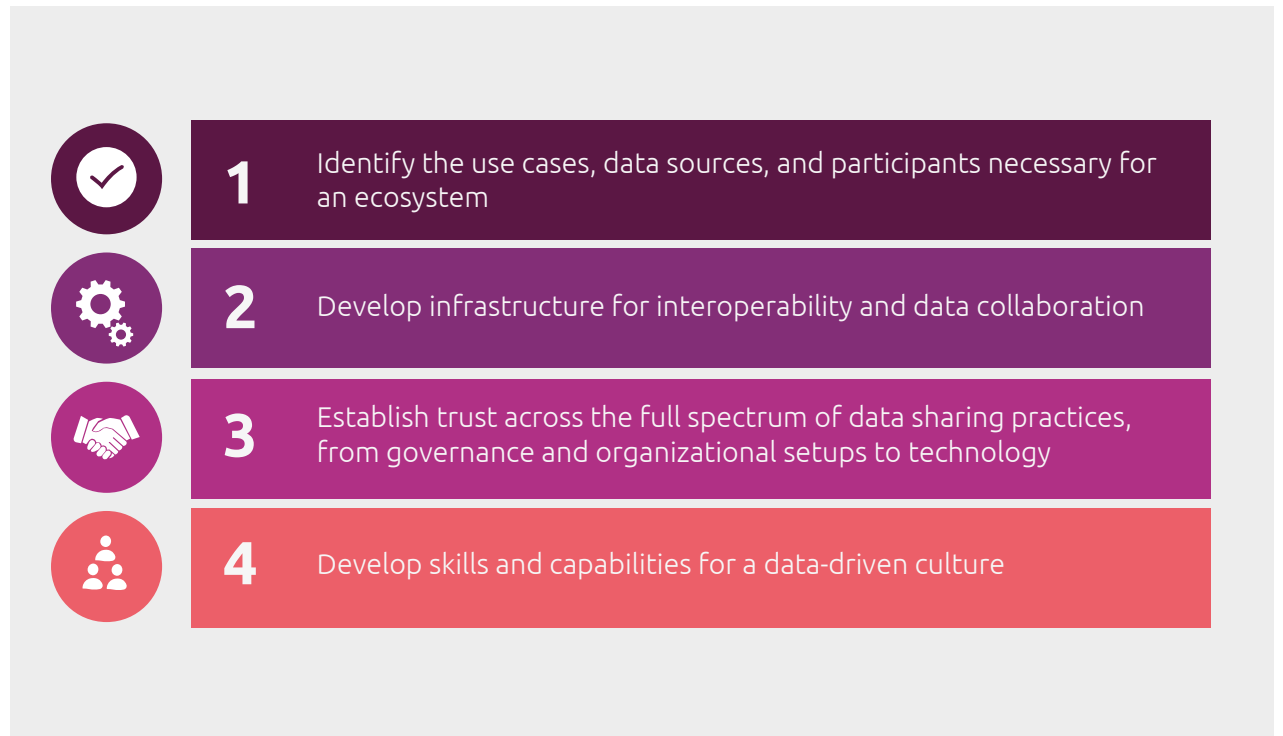 1
Identify the use cases, data sources, and participants necessary for
an ecosystem
2
Develop infrastructure for interoperability and data collaboration
3
Establish trust across the full spectrum of data sharing practices,
from governance and organizational setups to technology
4
Develop skills and capabilities for a data-driven culture